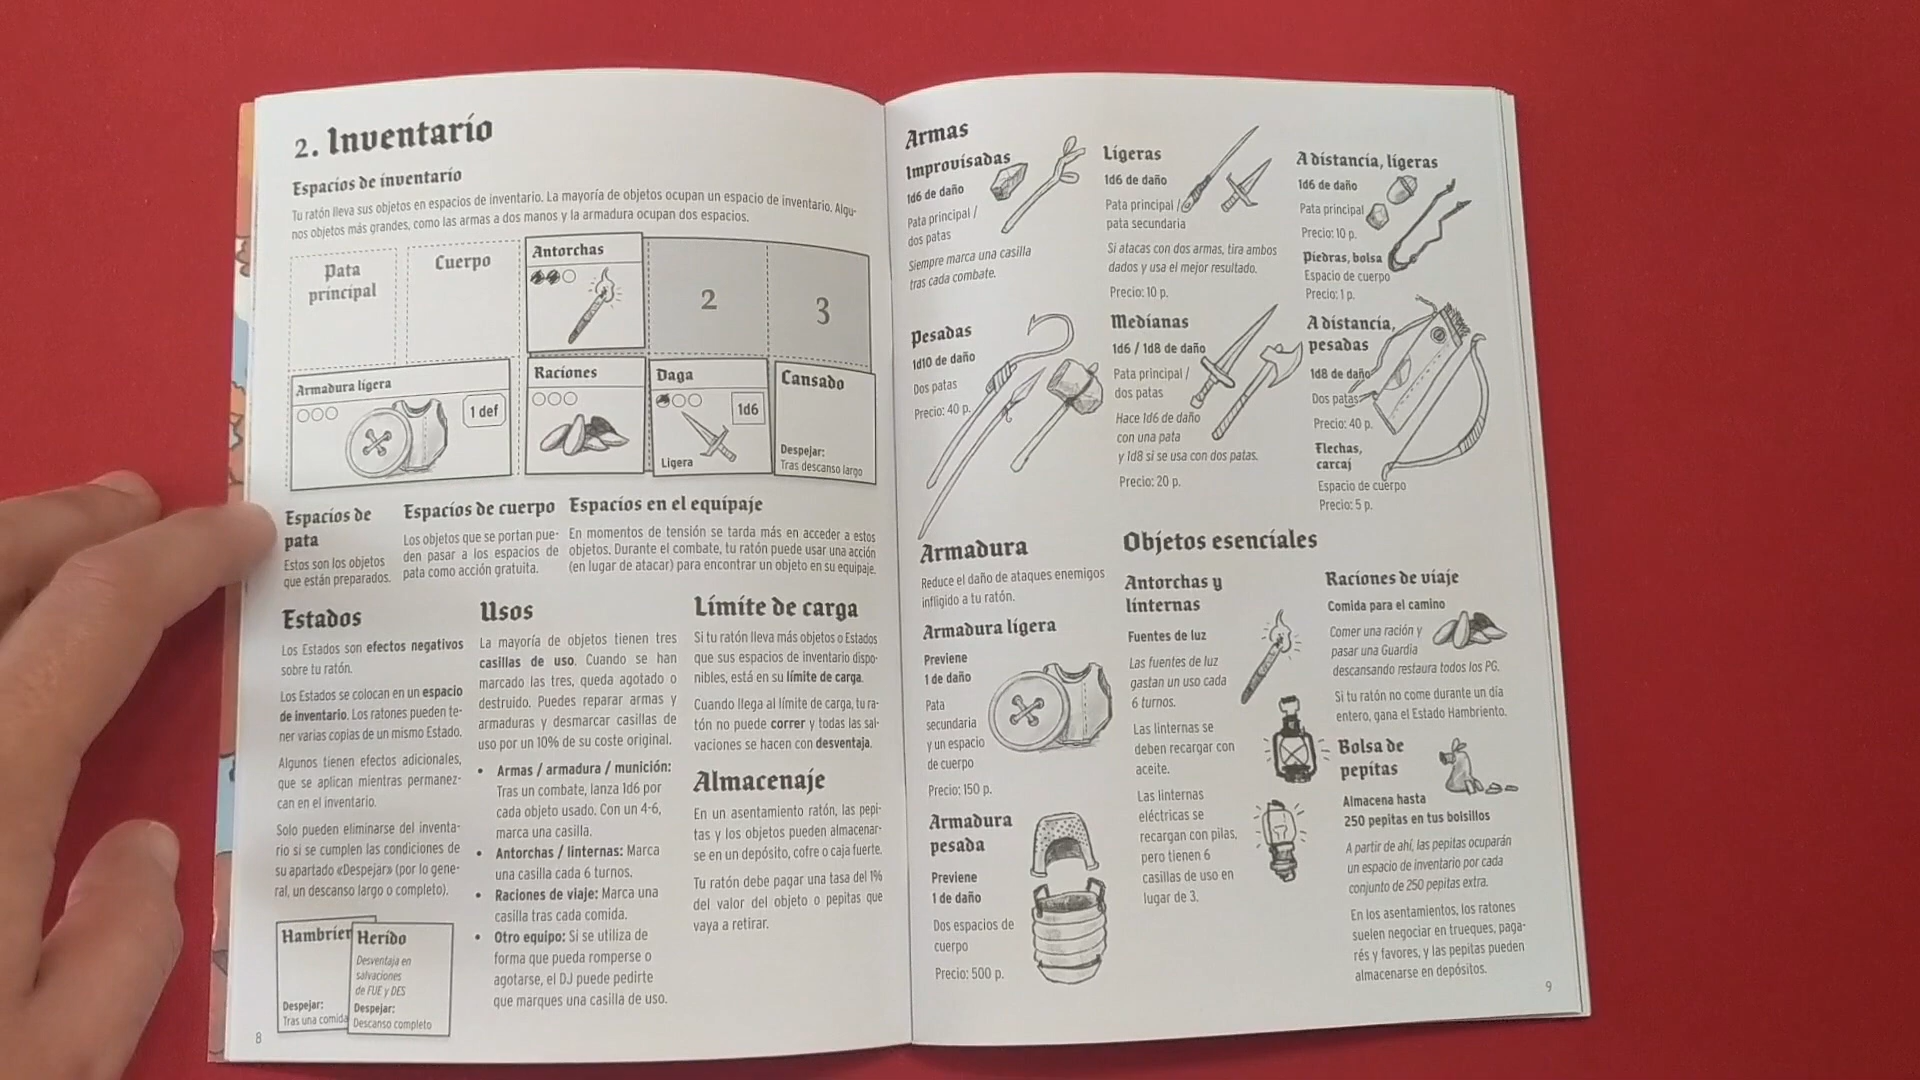 2. Inventario
Espacios de inventario
Tu ratón lleva sus objetos en espacios de inventario. La mayoría de objetos ocupan un espacio de inventario. Algu-
nos objetos más grandes, como las armas a dos manos y la armadura ocupan dos espacios.
Pata
principal
Cuerpo
Antorchas
2
3
Armadura ligera
1 def
Raciones
Daga
1d6
Ligera
Cansado
Despejar:
Tras descanso largo
Espacios de
pata
Estos son los objetos
que están preparados.
Espacios de cuerpo
Los objetos que se portan pue-
den pasar a los espacios de
pata como acción gratuita.
Espacios en el equipaje
En momentos de tensión se tarda más en acceder a estos
objetos. Durante el combate, tu ratón puede usar una acción
(en lugar de atacar) para encontrar un objeto en su equipaje.
Estados
Los Estados son efectos negativos
sobre tu ratón.
Los Estados se colocan en un espacio
de inventario. Los ratones pueden te-
ner varias copias de un mismo Estado.
Algunos tienen efectos adicionales,
que se aplican mientras permanez-
can en el inventario.
Solo pueden eliminarse del inventa-
rio si se cumplen las condiciones de
su apartado «Despejar» (por lo gene-
ral, un descanso largo o completo).
Hambrier
Despejar:
Tras una comida
Herido
Desventaja en
salvaciones
de FUE y DES
Despejar:
Descanso completo
8
Usos
La mayoría de objetos tienen tres
casillas de uso. Cuando se han
marcado las tres, queda agotado o
destruido. Puedes reparar armas y
armaduras y desmarcar casillas de
uso por un 10% de su coste original.
• Armas / armadura / munición:
Tras un combate, lanza 1d6 por
cada objeto usado. Con un 4-6,
marca una casilla.
• Antorchas / linternas: Marca
una casilla cada 6 turnos.
• Raciones de viaje: Marca una
casilla tras cada comida.
• Otro equipo: Si se utiliza de
forma que pueda romperse o
agotarse, el DJ puede pedirte
que marques una casilla de uso.
Límite de carga
Si tu ratón lleva más objetos o Estados
que sus espacios de inventario dispo-
nibles, está en su límite de carga.
Cuando llega al límite de carga, tu ra-
tón no puede correr y todas las sal-
vaciones se hacen con desventaja.
Almacenaje
En un asentamiento ratón, las pepi-
tas y los objetos pueden almacenar-
se en un depósito, cofre o caja fuerte.
Tu ratón debe pagar una tasa del 1%
del valor del objeto o pepitas que
vaya a retirar.
Armas
Improvisadas
1d6 de daño
Pata principal /
dos patas
Siempre marca una casilla
tras cada combate.
Ligeras
1d6 de daño
Pata principal /
pata secundaria
Si atacas con dos armas, tira ambos
dados y usa el mejor resultado.
Precio: 10 p.
A distancia, ligeras
1d6 de daño
Pata principal
Precio: 10 p.
Piedras, bolsa
Espacio de cuerpo
Precio: 1 p.
Pesadas
1d10 de daño
Dos patas
Precio: 40 p.
Medianas
1d6 / 1d8 de daño
Pata principal /
dos patas
Hace 1d6 de daño
con una pata
y 1d8 si se usa con dos patas.
Precio: 20 p.
A distancia,
pesadas
1d8 de daño
Dos patas
Precio: 40 p.
Flechas,
carcaj
Espacio de cuerpo
Precio: 5 p.
Armadura
Reduce el daño de ataques enemigos
infligido a tu ratón.
Armadura ligera
Previene
1 de daño
Pata
secundaria
y un espacio
de cuerpo
Precio: 150 p.
Armadura
pesada
Previene
1 de daño
Dos espacios de
cuerpo
Precio: 500 p.
Objetos esenciales
Antorchas y
linternas
Fuentes de luz
Las fuentes de luz
gastan un uso cada
6 turnos.
Las linternas se
deben recargar con
aceite.
Las linternas
eléctricas se
recargan con pilas,
pero tienen 6
casillas de uso en
lugar de 3.
Raciones de viaje
Comida para el camino
Comer una ración y
pasar una Guardia
descansando restaura todos los PG.
Si tu ratón no come durante un día
entero, gana el Estado Hambriento.
Bolsa de
pepitas
Almacena hasta
250 pepitas en tus bolsillos
A partir de ahí, las pepitas ocuparán
un espacio de inventario por cada
conjunto de 250 pepitas extra.
En los asentamientos, los ratones
suelen negociar en trueques, paga-
rés y favores, y las pepitas pueden
almacenarse en depósitos.
9